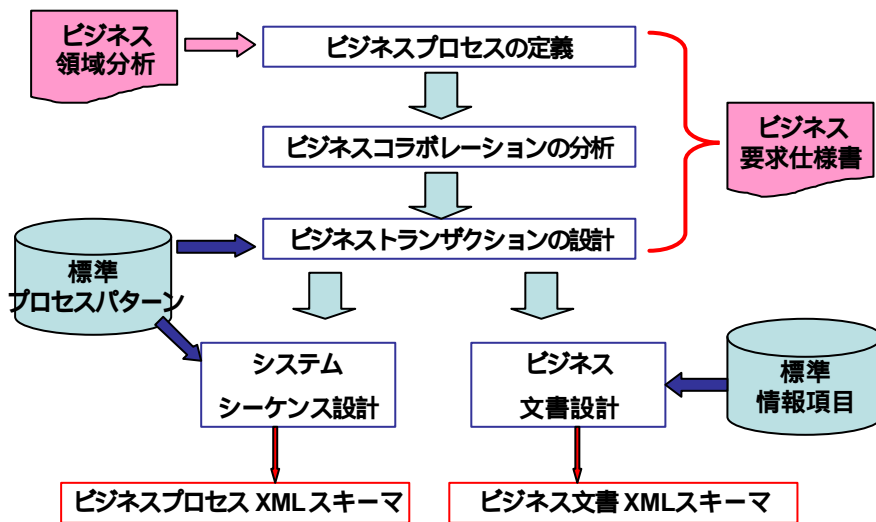 ビジネス
領域分析
ビジネスプロセスの定義
ビジネスコラボレーションの分析
ビジネス
要求仕様書
ビジネストランザクションの設計
標準
プロセスパターン
システム
シーケンス設計
ビジネス
文書設計
標準
情報項目
ビジネスプロセス XML スキーマ
ビジネス文書 XMLスキーマ